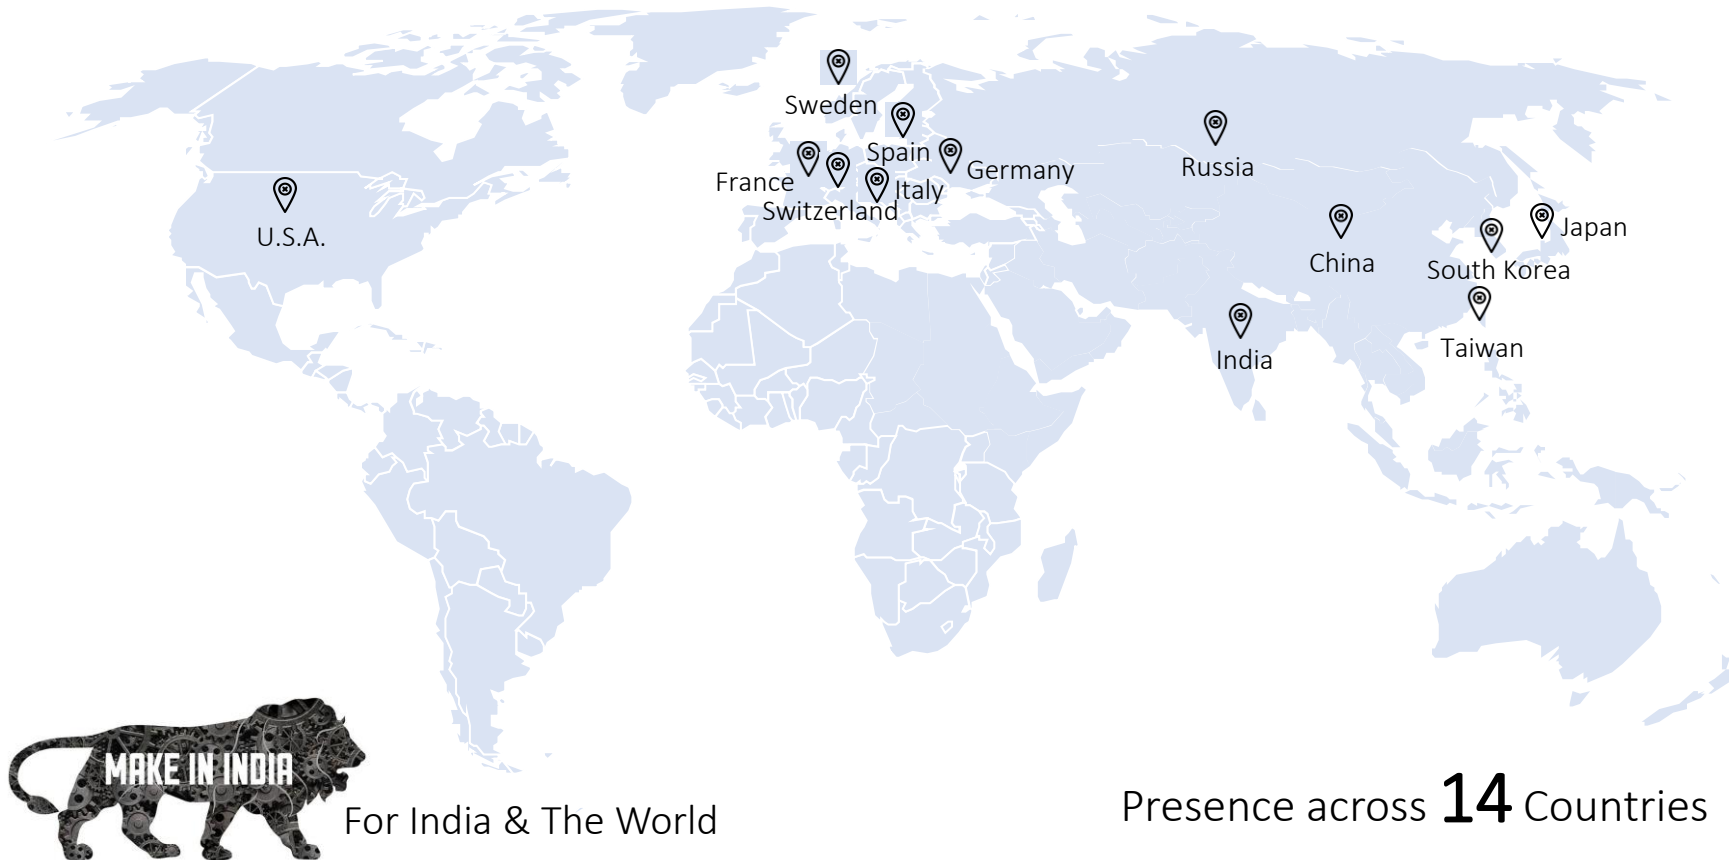 Sweden
Spain
Germany
France
Italy
Switzerland
Russia
U.S.A.
Japan
China
South Korea
Taiwan
India
MAKE IN INDIA
For India & The World
Presence across 14 Countries